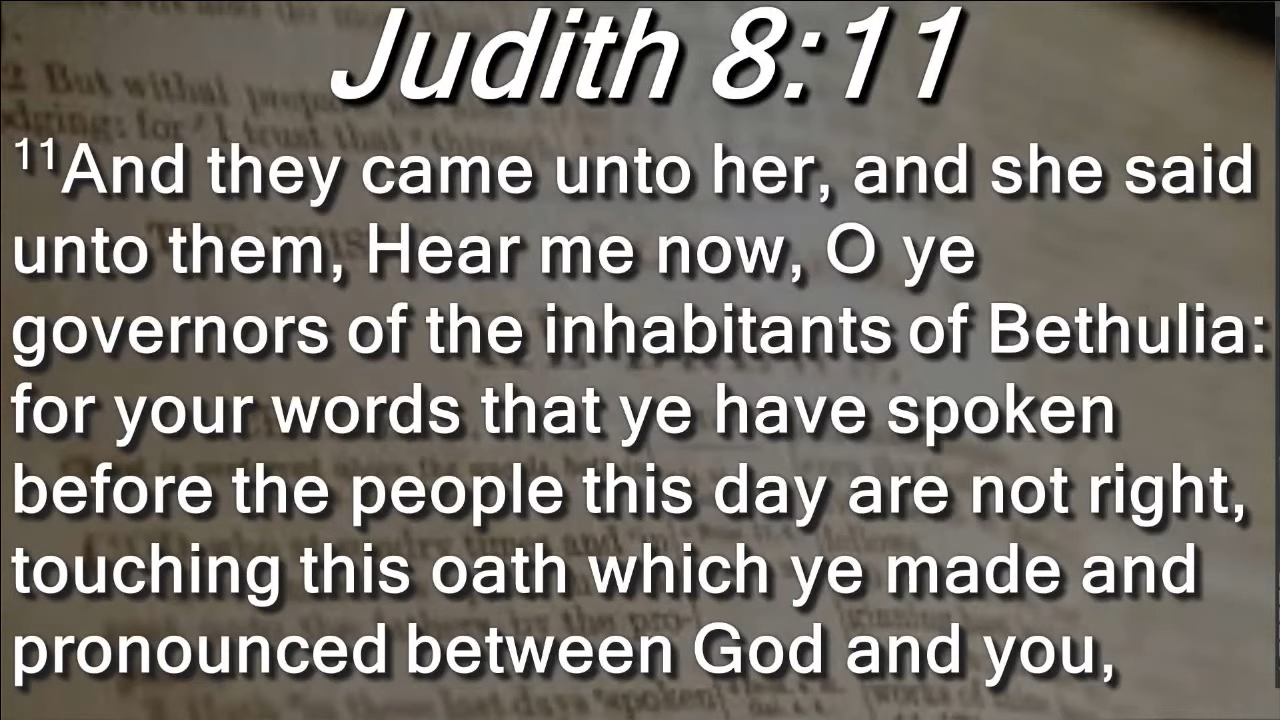 Judith 8:11
11And they came unto her, and she said
unto them, Hear me now, O ye
governors of the inhabitants of Bethulia:
for your words that ye have spoken
before the people this day are not right,
touching this oath which ye made and
pronounced between God and you,